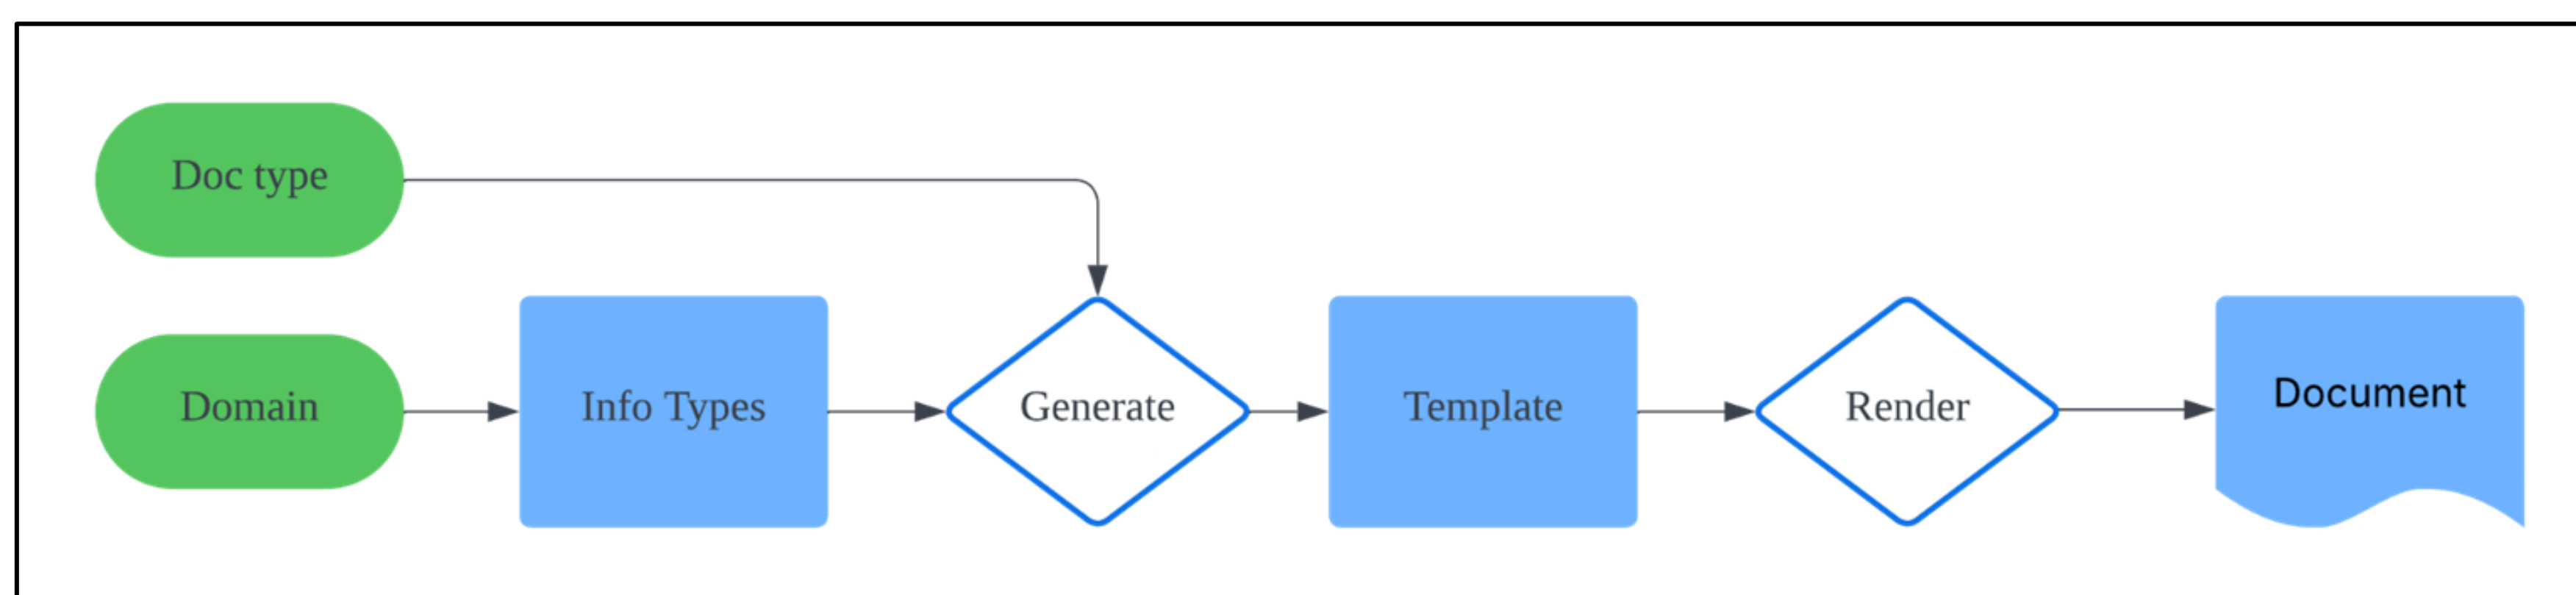 Doc type
Domain
Info Types
Generate
Template
Render
Document